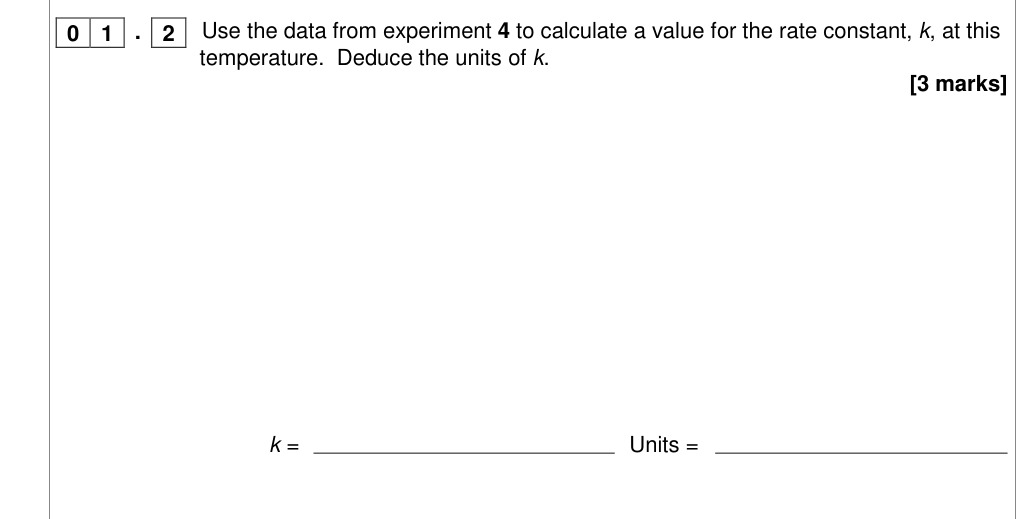 0 1 . 2 Use the data from experiment 4 to calculate a value for the rate constant, k, at this
temperature. Deduce the units of k.
[3 marks]
k = Units =